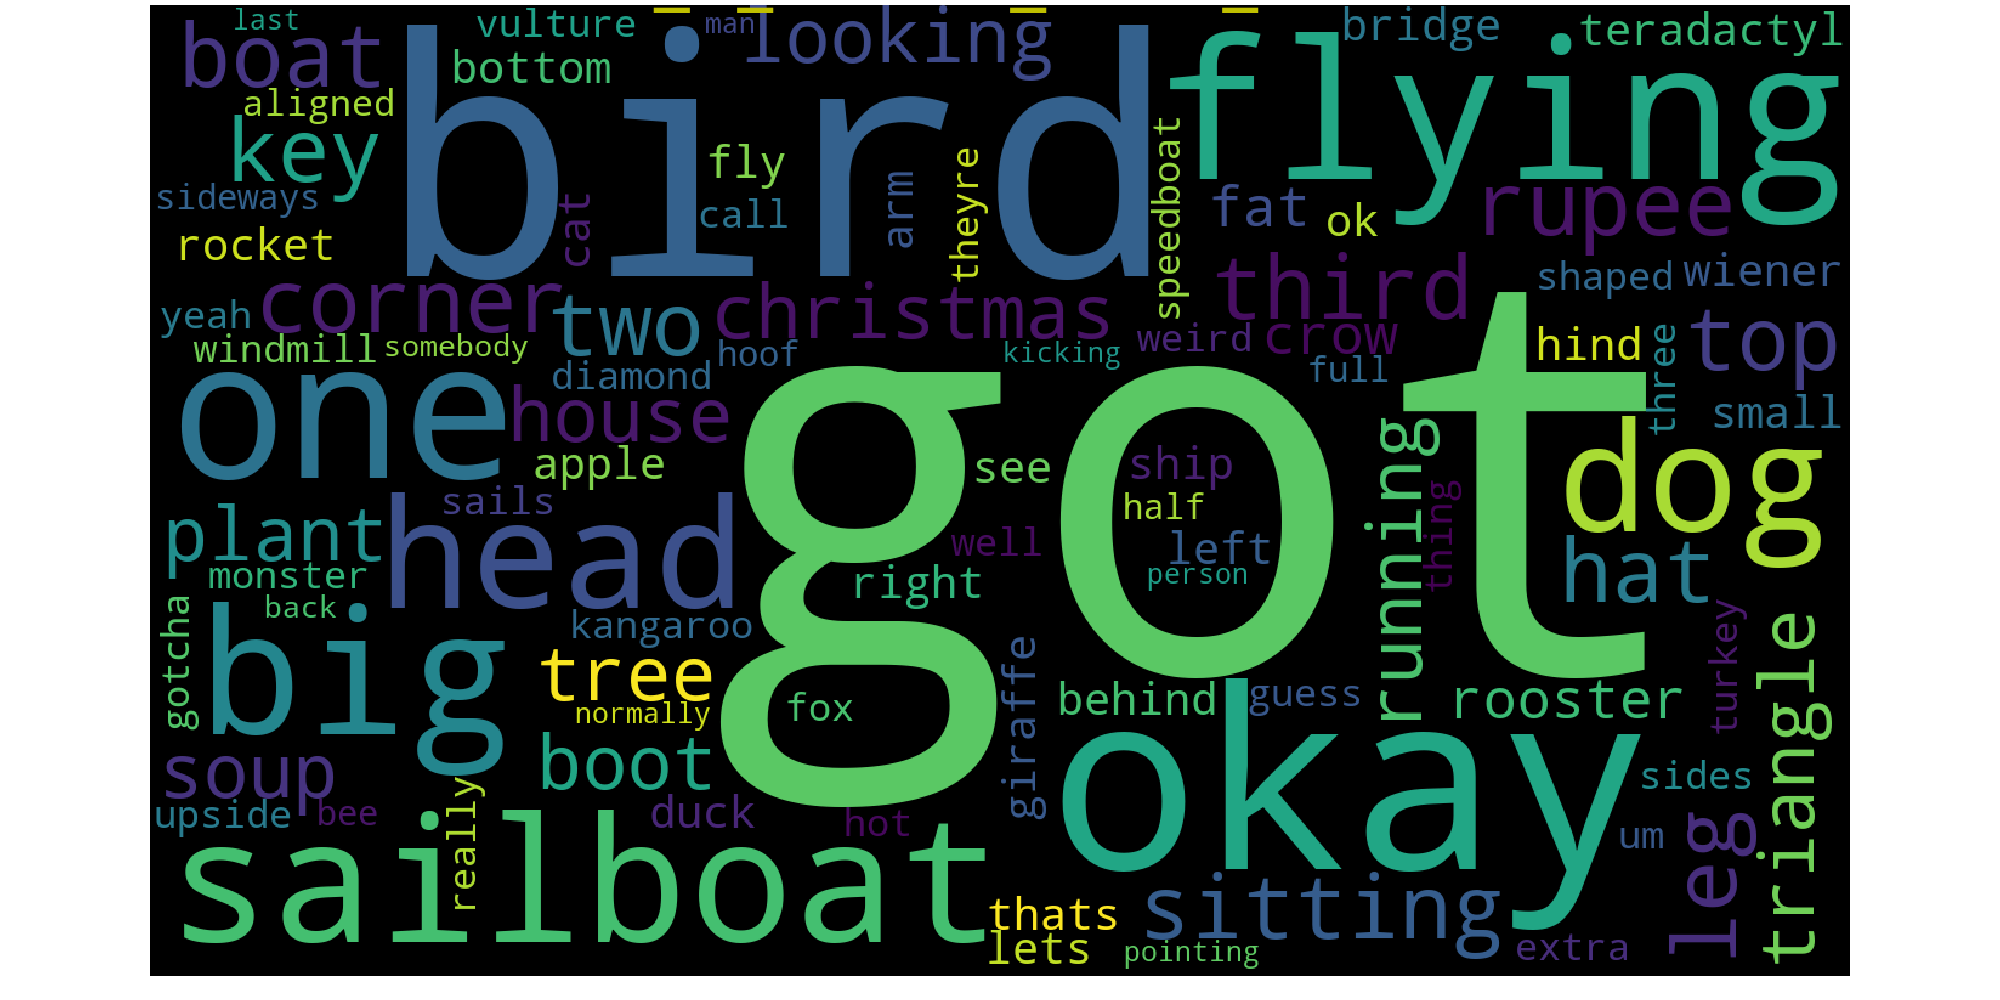 last
vulture
man
looking
bridge
teradactyl
boat
bottom
bird
flying
aligned
key
fly
arm
theyre
speedboat
sideways
cat
call
fat
ok
rupee
rocket
corner
christmas
third
shaped
wiener
yeah
two
windmill
somebody
hoof
kicking
weird
crow
full
hind
three
top
diamond
one
house
got
small
apple
see
ship
running
dog
sails
head
half
thing
plant
well
left
hat
monster
right
person
back
gotcha
big
kangaroo
giraffe
turkey
triangle
tree
fox
behind
guess
rooster
normally
okay
soup
boot
sides
upside
bee
really
duck
hot
um
leg
sailboat
sitting
thats
lets
pointing
extra